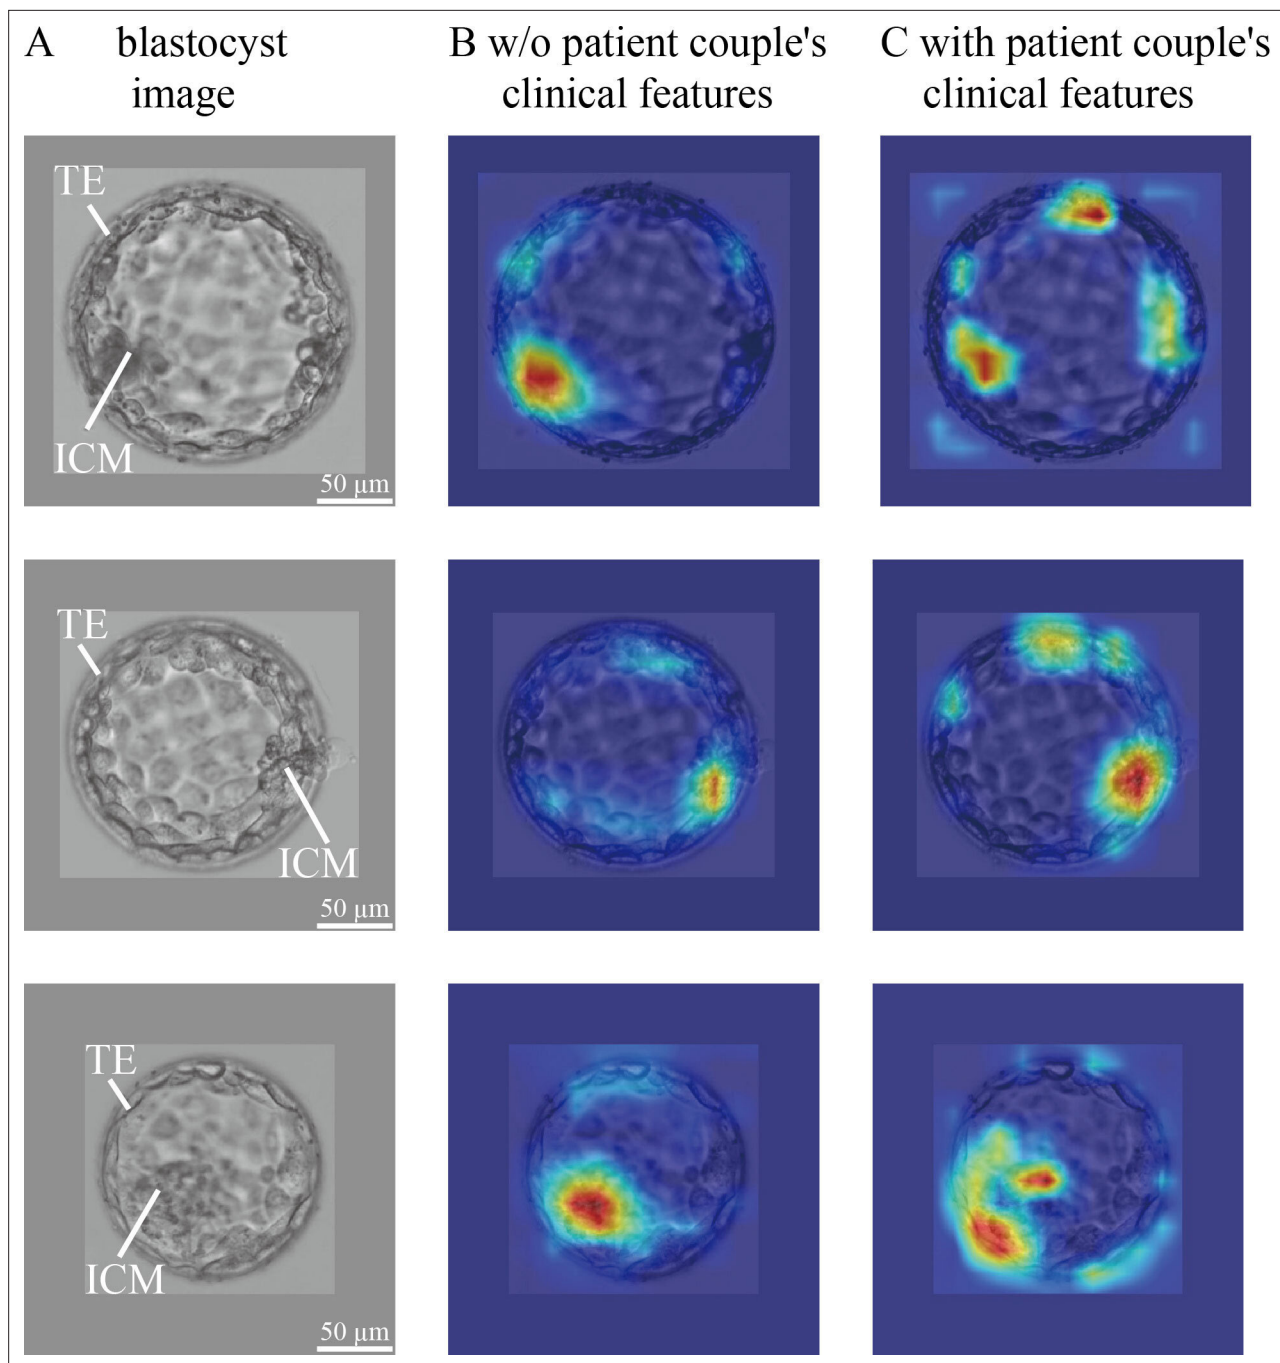 A blastocyst
image
B w/o patient couple's
clinical features
C with patient couple's
clinical features
TE
ICM
50 µm
TE
ICM
50 µm
TE
ICM
50 µm